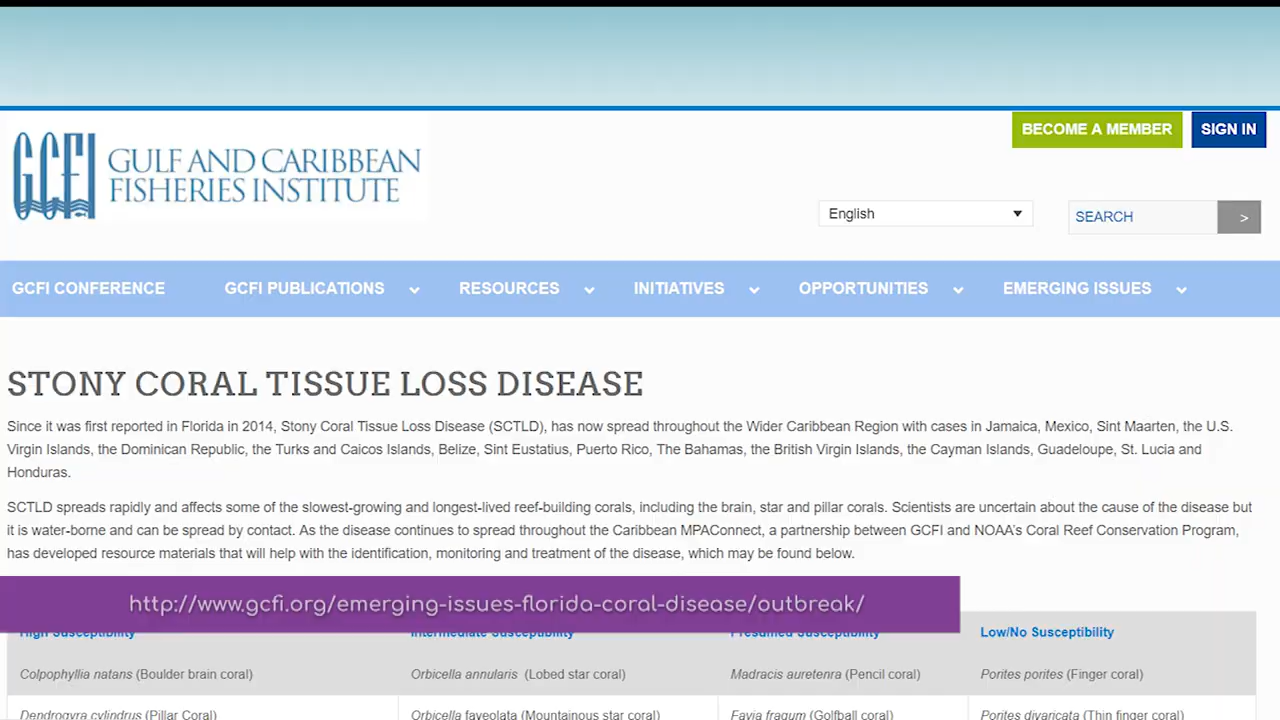 BECOME A MEMBER
SIGN IN
GCFI
GULF AND CARIBBEAN
FISHERIES INSTITUTE
English
SEARCH
>
GCFI CONFERENCE
GCFI PUBLICATIONS
RESOURCES
INITIATIVES
OPPORTUNITIES
EMERGING ISSUES
STONY CORAL TISSUE LOSS DISEASE
Since it was first reported in Florida in 2014, Stony Coral Tissue Loss Disease (SCTLD), has now spread throughout the Wider Caribbean Region with cases in Jamaica, Mexico, Sint Maarten, the U.S.
Virgin Islands, the Dominican Republic, the Turks and Caicos Islands, Belize, Sint Eustatius, Puerto Rico, The Bahamas, the British Virgin Islands, the Cayman Islands, Guadeloupe, St. Lucia and
Honduras.
SCTLD spreads rapidly and affects some of the slowest-growing and longest-lived reef-building corals, including the brain, star and pillar corals. Scientists are uncertain about the cause of the disease but
it is water-borne and can be spread by contact. As the disease continues to spread throughout the Caribbean MPAConnect, a partnership between GCFI and NOAA's Coral Reef Conservation Program,
has developed resource materials that will help with the identification, monitoring and treatment of the disease, which may be found below.
http://www.gcfi.org/emerging-issues-florida-coral-disease/outbreak/
High Susceptibility
Intermediate Susceptibility
Presumed Susceptibility
Low/No Susceptibility
Colpophyllia natans (Boulder brain coral)
Orbicella annularis (Lobed star coral)
Madracis auretenra (Pencil coral)
Porites porites (Finger coral)
Dendrogyra cylindrus (Pillar Coral)
Orbicella faveolata (Mountainous star coral)
Favia fragum (Golfball coral)
Porites divaricata (Thin finger coral)